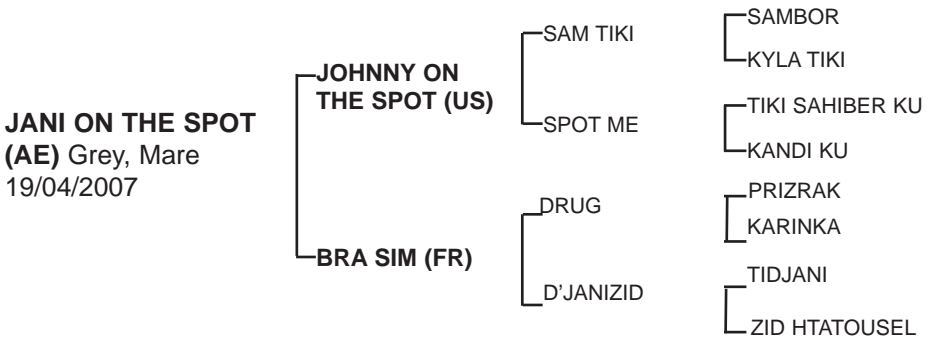 JANI ON THE SPOT
(AE) Grey, Mare
19/04/2007
JOHNNY ON
THE SPOT (US)
BRA SIM (FR)
SAM TIKI
SPOT ME
DRUG
D'JANIZID
SAMBOR
KYLA TIKI
TIKI SAHIBER KU
KANDI KU
PRIZRAK
KARINKA
TIDJANI
ZID HTATOUSEL